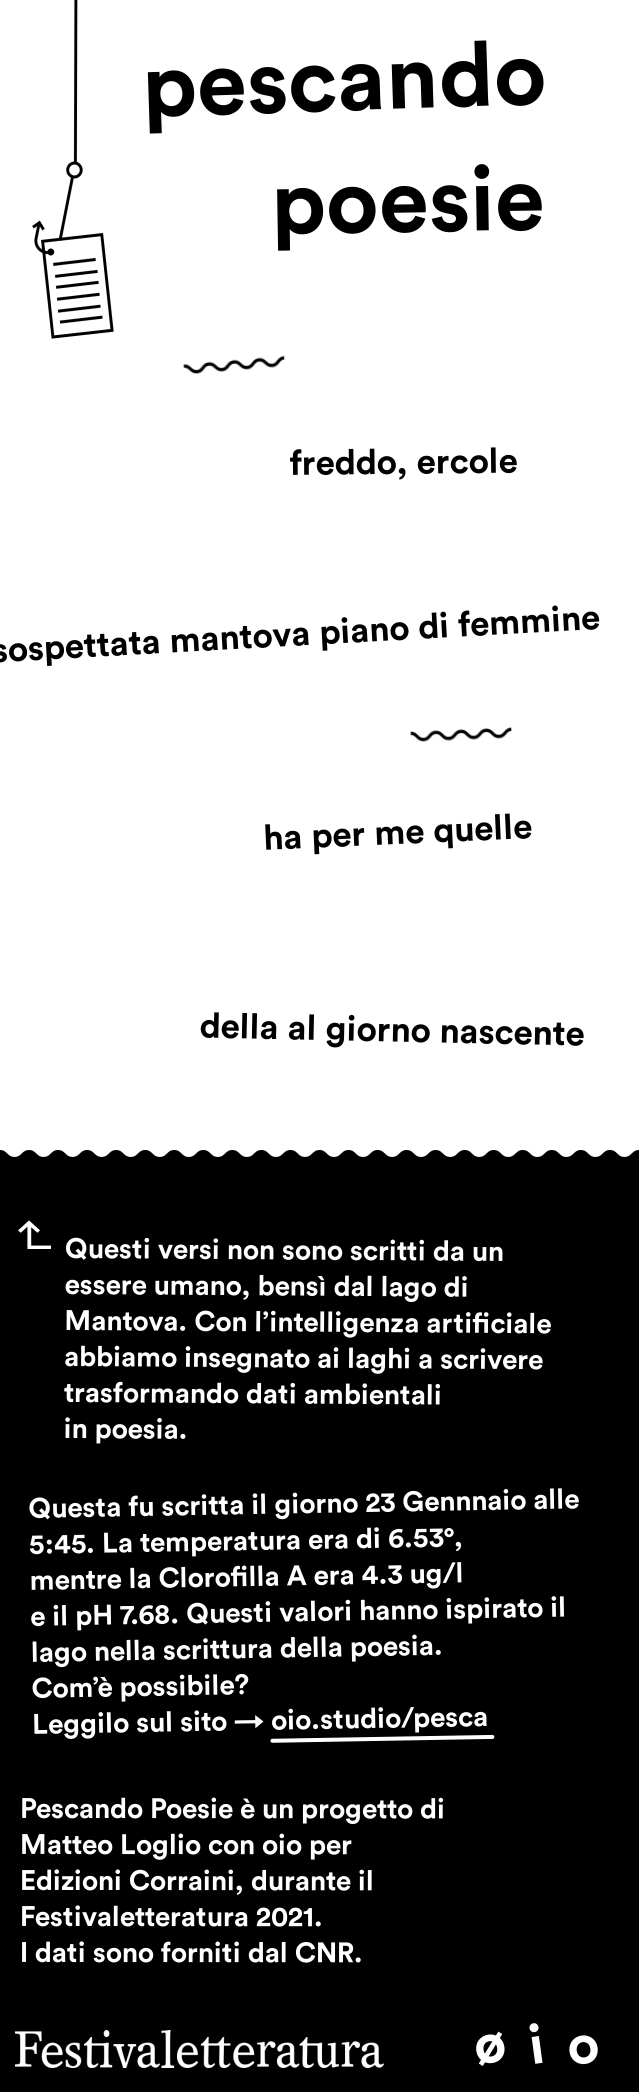 pescando
poesie
freddo, ercole
sospettata mantova piano di femmine
ha per me quelle
della al giorno nascente
Questi versi non sono scritti da un
essere umano, bensì dal lago di
Mantova. Con l’intelligenza artificiale
abbiamo insegnato ai laghi a scrivere
trasformando dati ambientali
in poesia.
Questa fu scritta il giorno 23 Gennnaio alle
5:45. La temperatura era di 6.53°,
mentre la Clorofilla A era 4.3 ug/l
e il pH 7.68. Questi valori hanno ispirato il
lago nella scrittura della poesia.
Com’è possibile?
Leggilo sul sito → oio.studio/pesca
Pescando Poesie è un progetto di
Matteo Loglio con oio per
Edizioni Corraini, durante il
Festivaletteratura 2021.
I dati sono forniti dal CNR.
Festivaletteratura ø i o